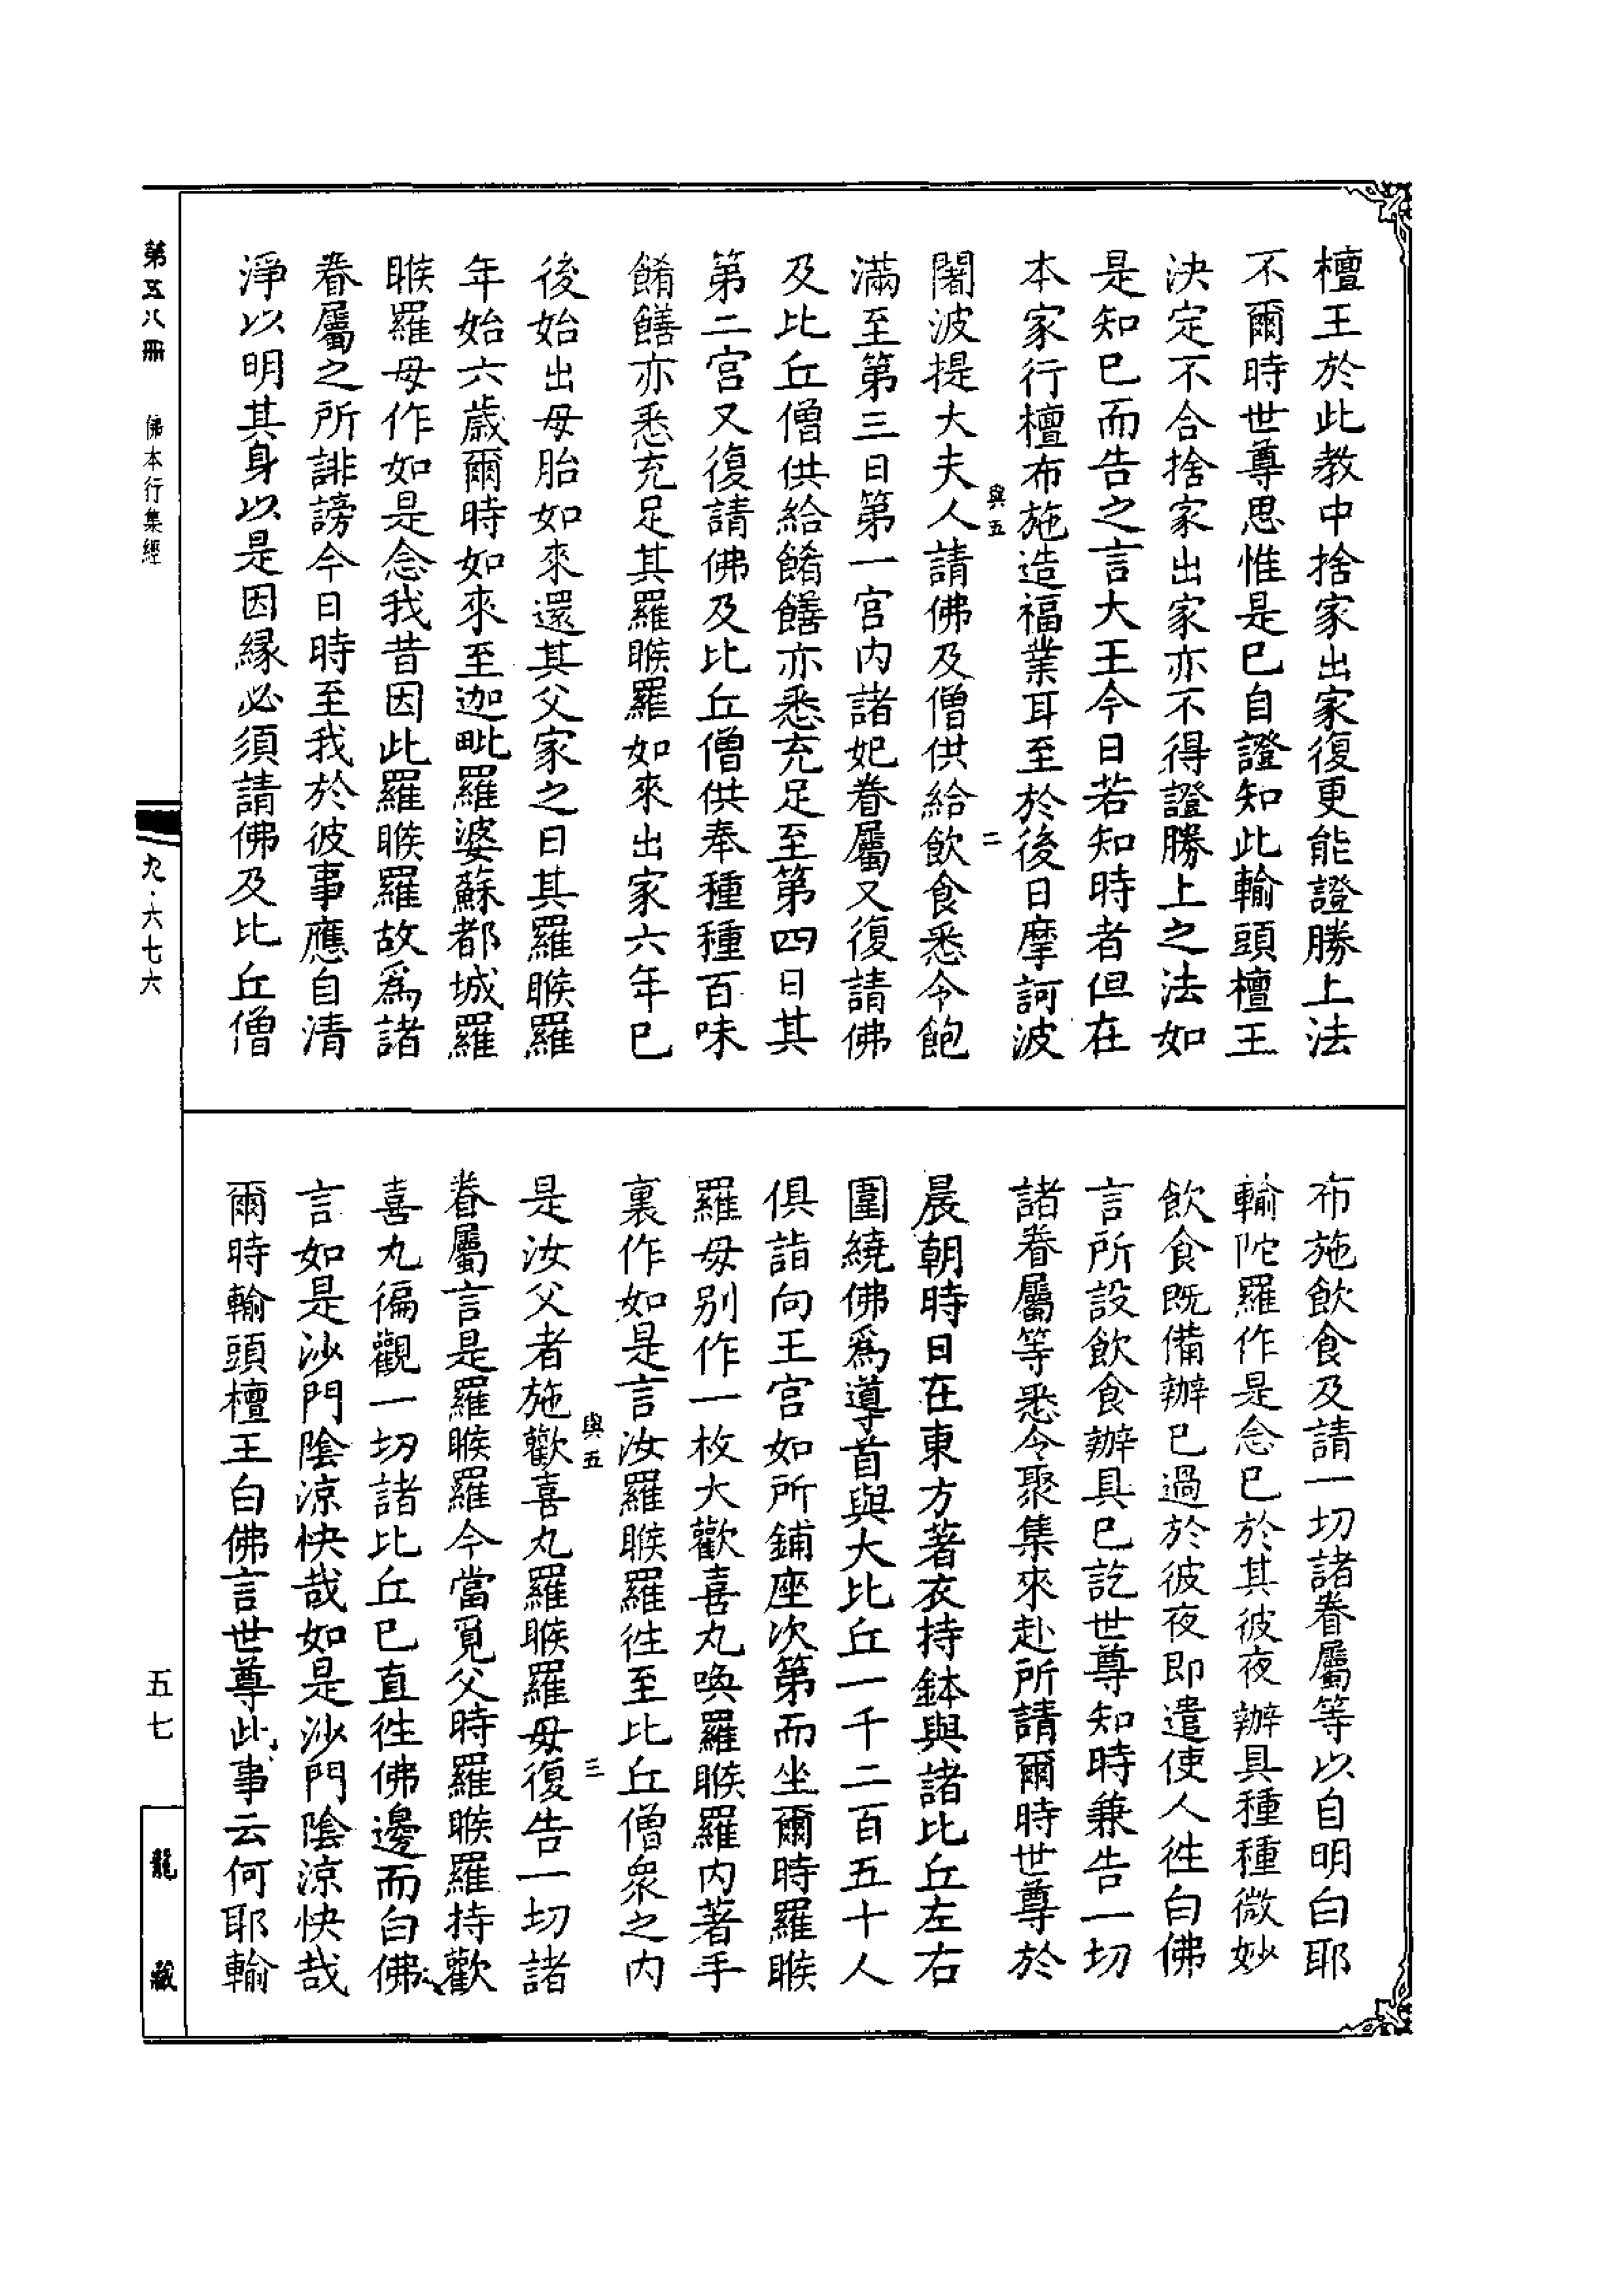 檀王於此教中捨家出家復更能證勝上法
不爾時世尊思惟是已自證知此輸頭檀王
決定不合捨家出家亦不得證勝上之法如
是知已而告之言大王今日若知時者但在
本家行檀布施造福業耳至於後日摩訶波
與五
二
闍波提大夫人請佛及僧供給飲食悉令飽
滿至第三日第一宮內諸妃眷屬又復請佛
及比丘僧供給餚饍亦悉充足至第四日其
第二宮又復請佛及比丘僧供奉種種百味
餚饍亦悉充足其羅睺羅如來出家六年已
後始出母胎如來還其父家之日其羅睺羅
年始六歲爾時如來至迦毗羅婆蘇都城羅
睺羅母作如是念我昔因此羅睺羅故爲諸
眷屬之所誹謗今日時至我於彼事應自清
淨以明其身以是因緣必須請佛及比丘僧
布施飲食及請一切諸眷屬等以自明白耶
輸陀羅作是念已於其彼夜辦具種種微妙
飲食既備辦已過於彼夜即遣使人往白佛
言所設飲食辦具已訖世尊知時兼告一切
諸眷屬等悉令聚集來赴所請爾時世尊於
晨朝時日在東方著衣持鉢與諸比丘左右
圍繞佛爲導首與大比丘一千二百五十人
俱詣向王宮如所鋪座次第而坐爾時羅睺
羅母別作一枚大歡喜丸喚羅睺羅內著手
裏作如是言汝羅睺羅往至比丘僧眾之內
與五
三
是汝父者施歡喜丸羅睺羅母復告一切諸
眷屬言是羅睺羅今當覓父時羅睺羅持歡
喜丸徧觀一切諸比丘已直往佛邊而白佛
言如是沙門陰涼快哉如是沙門陰涼快哉
爾時輸頭檀王白佛言世尊此事云何耶輸
第五八冊
佛本行集經
九·六七六
五七
龍藏